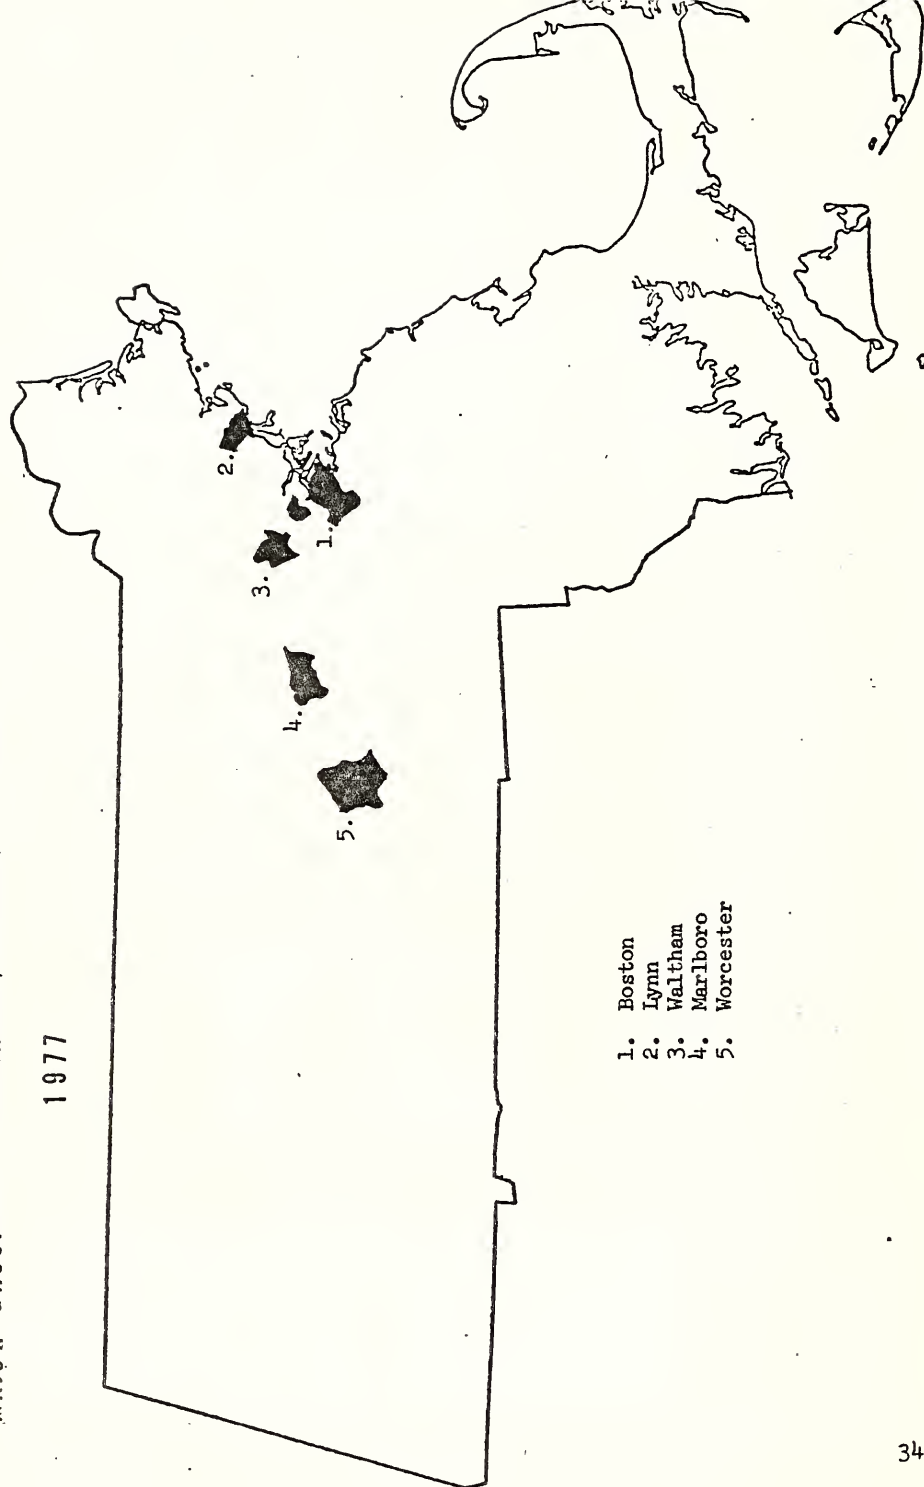 1977
2.
1.
3.
4.
5.
1. Boston
2. Lynn
3. Waltham
4. Marlboro
5. Worcester
34